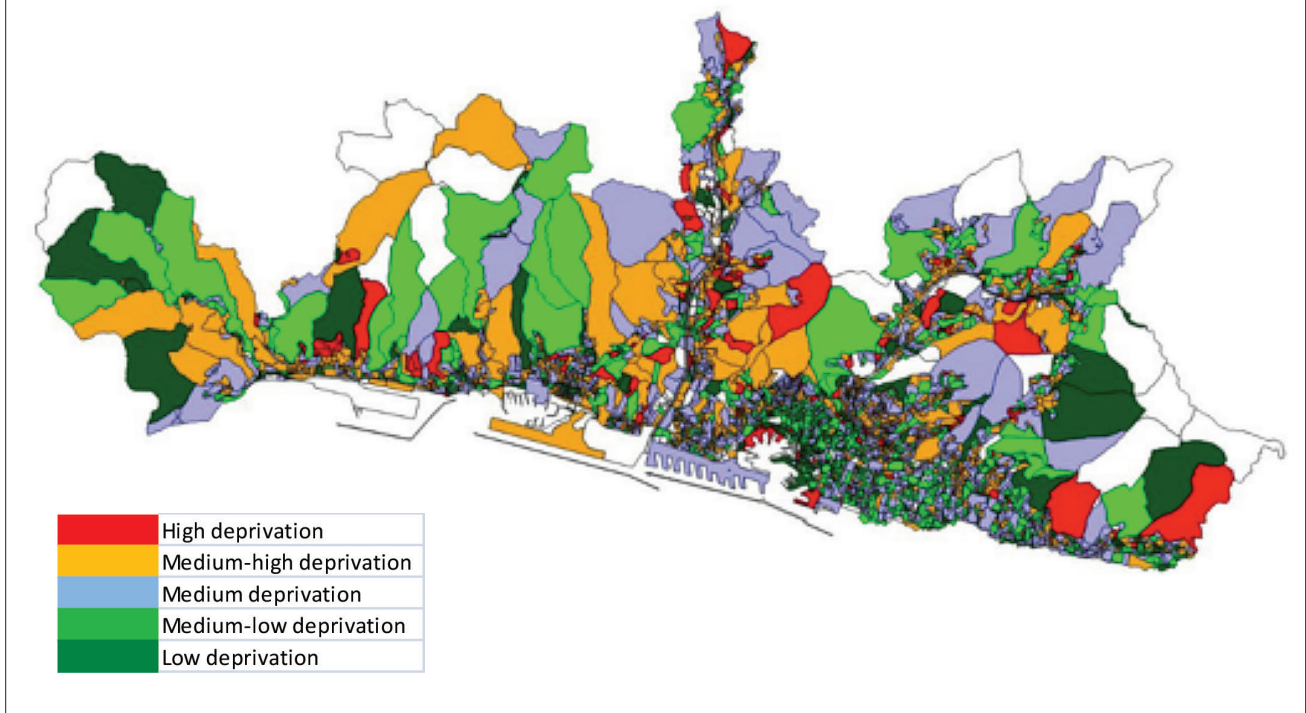 High deprivation
Medium-high deprivation
Medium deprivation
Medium-low deprivation
Low deprivation